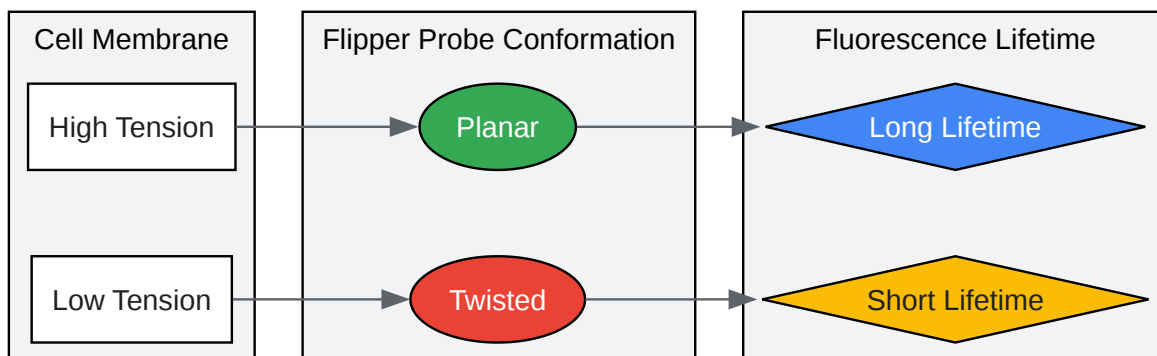 Cell Membrane
Flipper Probe Conformation
Fluorescence Lifetime
High Tension
Planar
Long Lifetime
Low Tension
Twisted
Short Lifetime